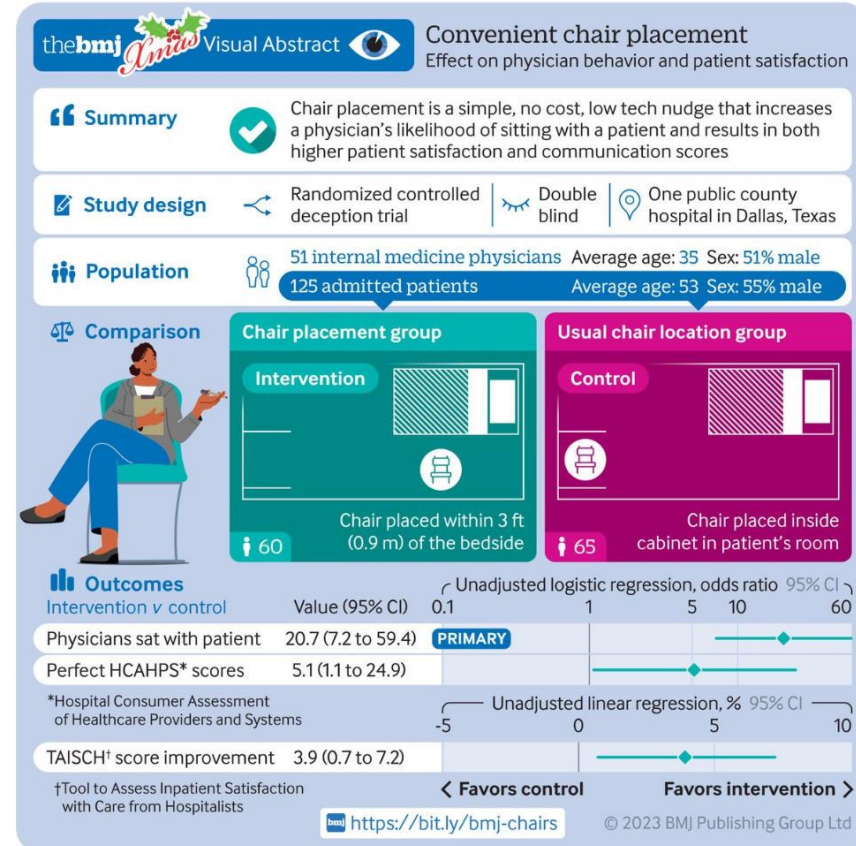 thebmj Xmas Visual Abstract
Convenient chair placement
Effect on physician behavior and patient satisfaction
Summary
Chair placement is a simple, no cost, low tech nudge that increases
a physician's likelihood of sitting with a patient and results in both
higher patient satisfaction and communication scores
Study design
Randomized controlled
deception trial
Double
blind
One public county
hospital in Dallas, Texas
Population
51 internal medicine physicians Average age: 35 Sex: 51% male
125 admitted patients Average age: 53 Sex: 55% male
Comparison
Chair placement group
Intervention
Chair placed within 3 ft
(0.9 m) of the bedside
60
Usual chair location group
Control
Chair placed inside
cabinet in patient's room
65
Outcomes
Intervention v control
Value (95% CI)
Unadjusted logistic regression, odds ratio 95% CI
0.1 1 5 10 60
Physicians sat with patient 20.7 (7.2 to 59.4) PRIMARY
Perfect HCAHPS* scores 5.1 (1.1 to 24.9)
*Hospital Consumer Assessment
of Healthcare Providers and Systems
Unadjusted linear regression, % 95% CI
-5 0 5 10
TAISCH† score improvement 3.9 (0.7 to 7.2)
†Tool to Assess Inpatient Satisfaction
with Care from Hospitalists
< Favors control Favors intervention >
bmj https://bit.ly/bmj-chairs
© 2023 BMJ Publishing Group Ltd